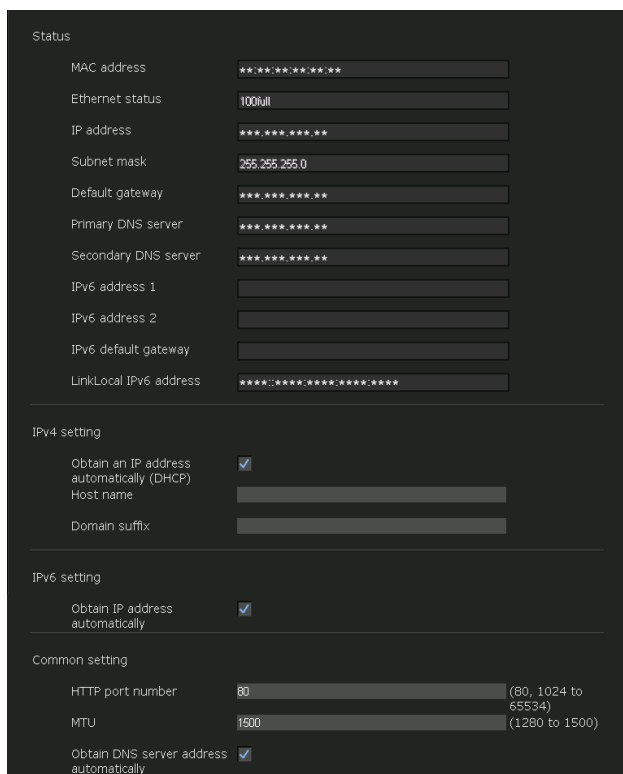 Status
MAC address **:**:**:**:**:**
Ethernet status 100full
IP address ***.***.***.**
Subnet mask 255.255.255.0
Default gateway ***.***.***.**
Primary DNS server ***.***.***.**
Secondary DNS server ***.***.***.**
IPv6 address 1
IPv6 address 2
IPv6 default gateway
LinkLocal IPv6 address ****::****:****:****:****
IPv4 setting
Obtain an IP address
automatically (DHCP)
Host name
Domain suffix
IPv6 setting
Obtain IP address
automatically
Common setting
HTTP port number 80 (80, 1024 to
65534)
MTU 1500 (1280 to 1500)
Obtain DNS server address
automatically